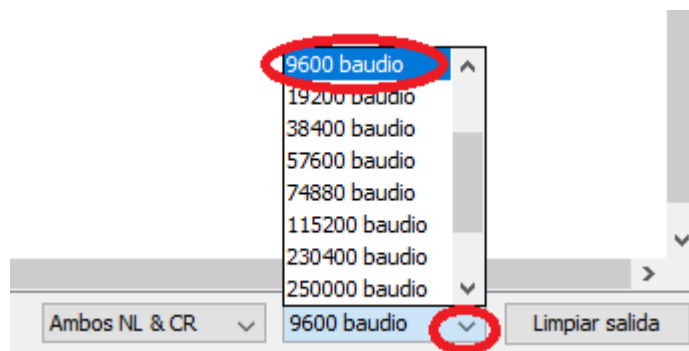 9600 baudio
19200 baudio
38400 baudio
57600 baudio
74880 baudio
115200 baudio
230400 baudio
250000 baudio
Ambos NL & CR 9600 baudio Limpiar salida